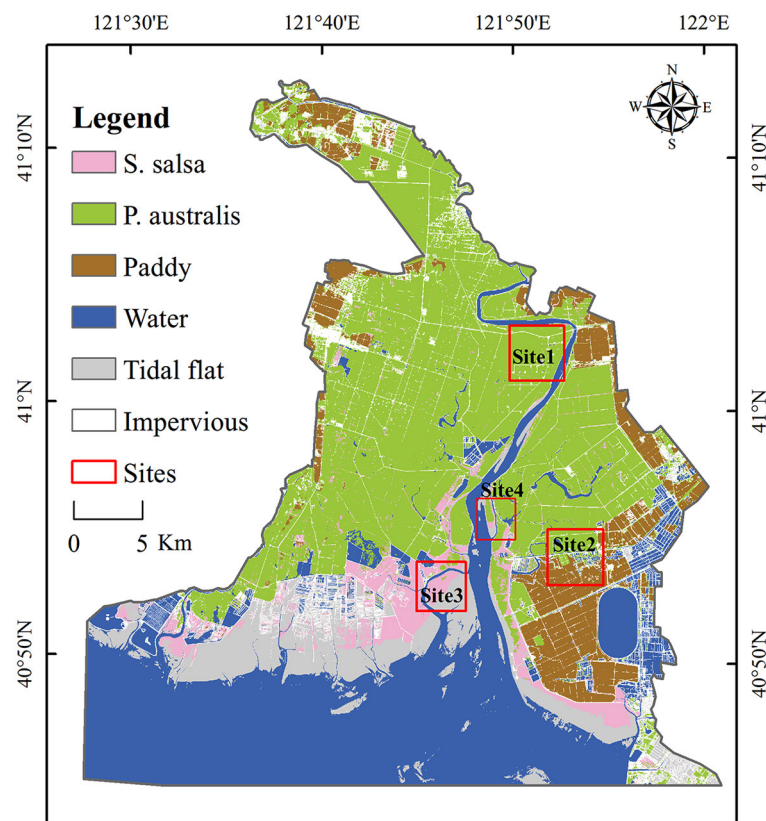 121°30'E 121°40'E 121°50'E 122°E
N
W E
S
Legend
S. salsa
P. australis
Paddy
Water
Tidal flat
Impervious
Sites
0 5 Km
41°10'N 41°10'N
41°N 41°N
40°50'N 40°50'N
Site1
Site4
Site2
Site3